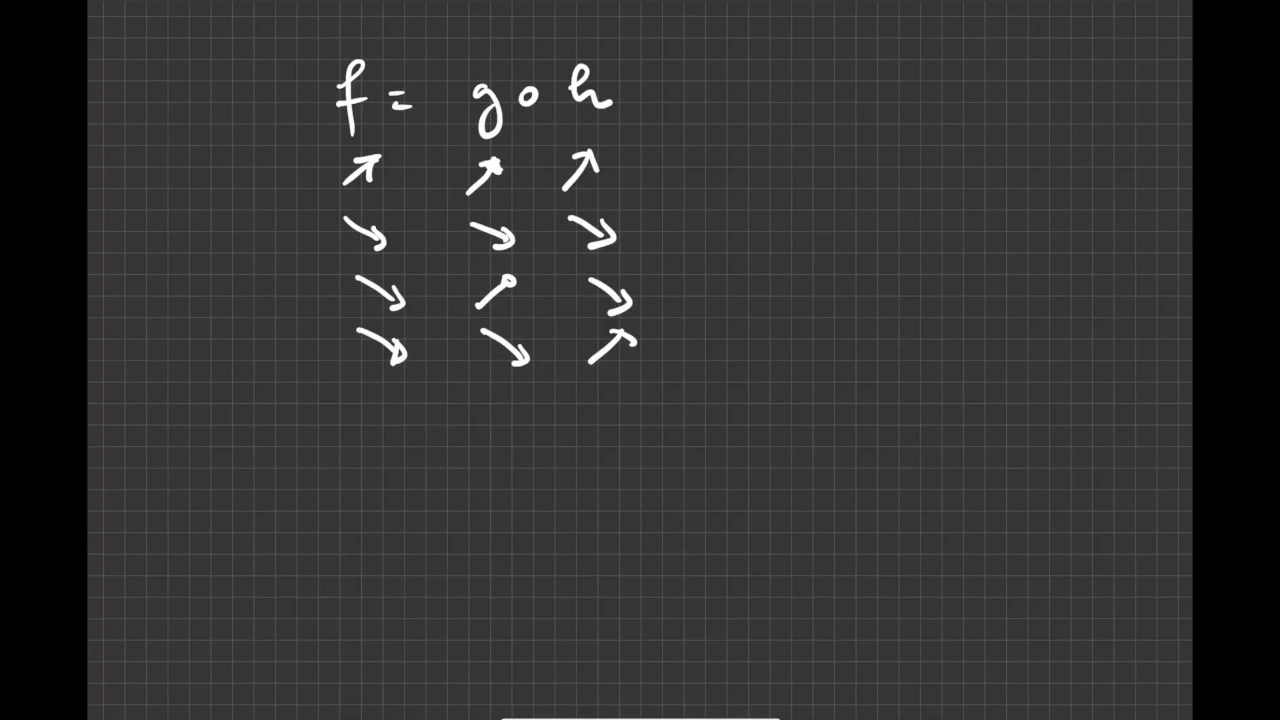 f = g ∘ h
↗ ↗ ↗
↘ ↘ ↘
↘ ↗ ↘
↘ ↘ ↗